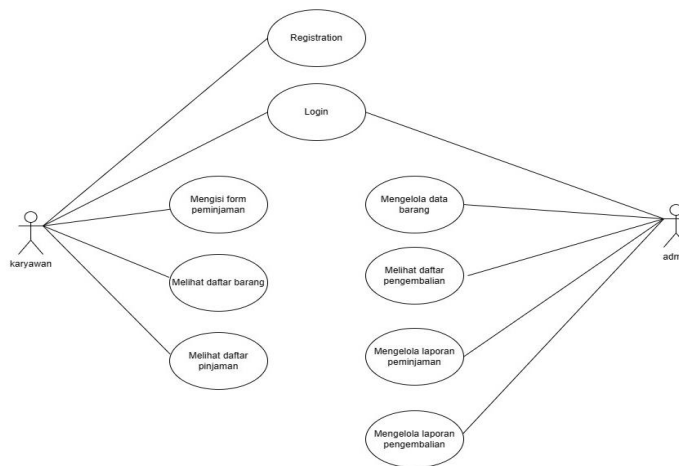 Registration
Login
Mengisi form
peminjaman
Mengelola data
barang
karyawan
adm
Melihat daftar barang
Melihat daftar
pengembalian
Melihat daftar
pinjaman
Mengelola laporan
peminjaman
Mengelola laporan
pengembalian